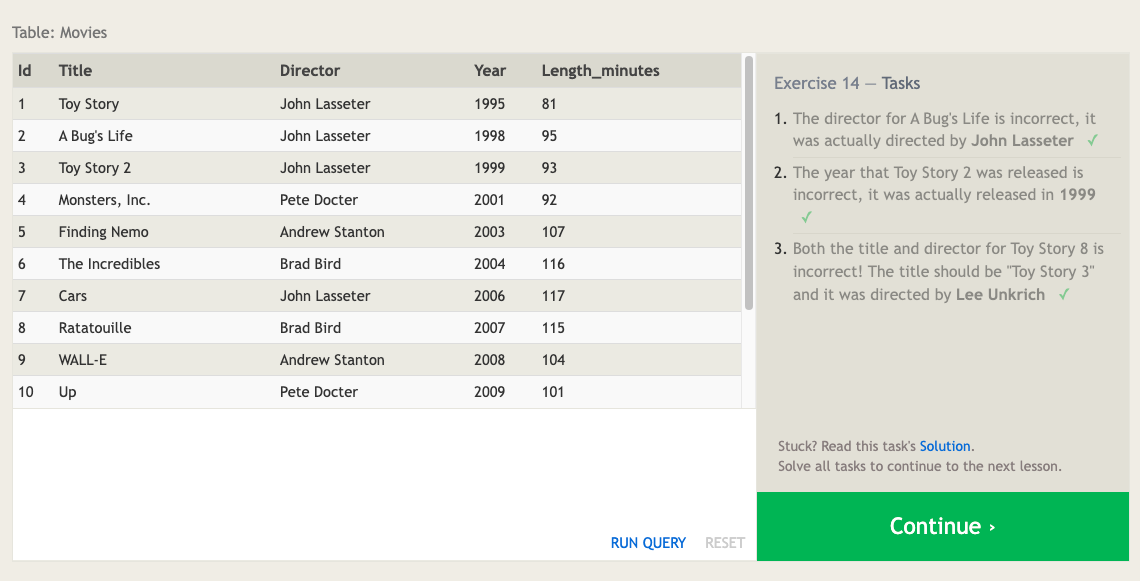 Table: Movies
Id Title Director Year Length_minutes
1 Toy Story John Lasseter 1995 81
2 A Bug's Life John Lasseter 1998 95
3 Toy Story 2 John Lasseter 1999 93
4 Monsters, Inc. Pete Docter 2001 92
5 Finding Nemo Andrew Stanton 2003 107
6 The Incredibles Brad Bird 2004 116
7 Cars John Lasseter 2006 117
8 Ratatouille Brad Bird 2007 115
9 WALL-E Andrew Stanton 2008 104
10 Up Pete Docter 2009 101
RUN QUERY RESET
Exercise 14 — Tasks
1. The director for A Bug's Life is incorrect, it
was actually directed by John Lasseter ✓
2. The year that Toy Story 2 was released is
incorrect, it was actually released in 1999
✓
3. Both the title and director for Toy Story 8 is
incorrect! The title should be "Toy Story 3"
and it was directed by Lee Unkrich ✓
Stuck? Read this task's Solution.
Solve all tasks to continue to the next lesson.
Continue ›